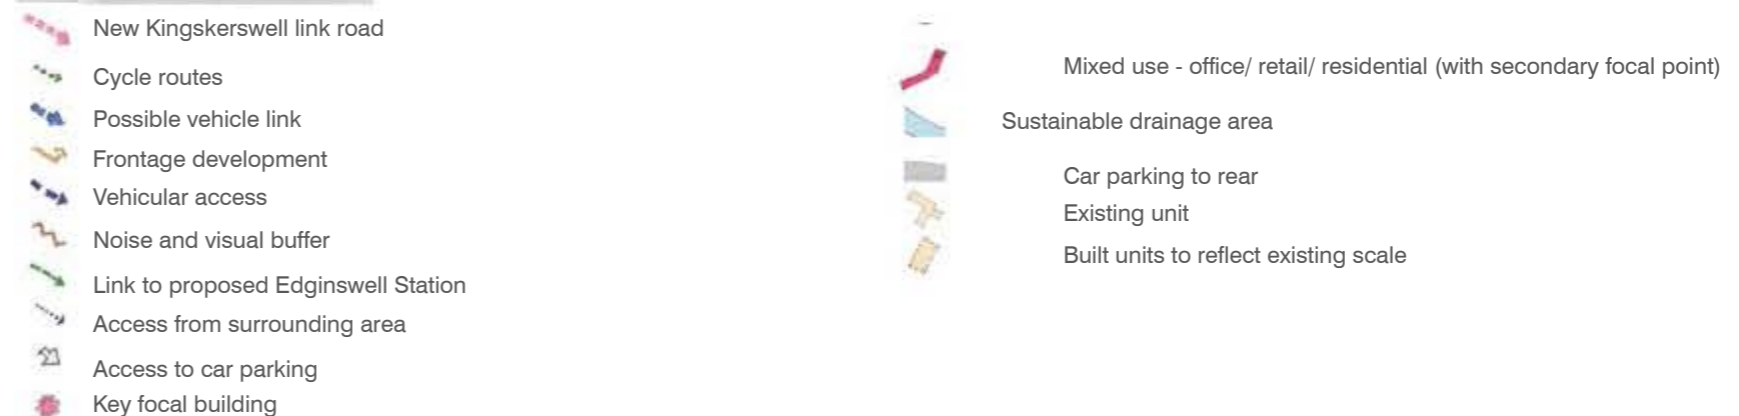 New Kingskerswell link road
Cycle routes
Possible vehicle link
Frontage development
Vehicular access
Noise and visual buffer
Link to proposed Edginswell Station
Access from surrounding area
Access to car parking
Key focal building
Mixed use - office/ retail/ residential (with secondary focal point)
Sustainable drainage area
Car parking to rear
Existing unit
Built units to reflect existing scale